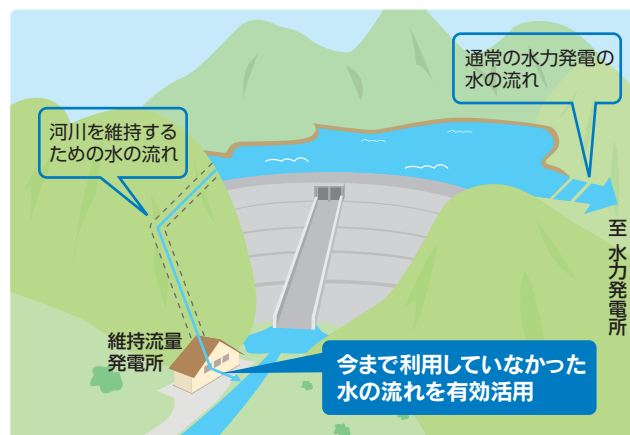 通常の水力発電の
水の流れ
河川を維持する
ための水の流れ
至 水力発電所
維持流量
発電所
今まで利用していなかった
水の流れを有効活用